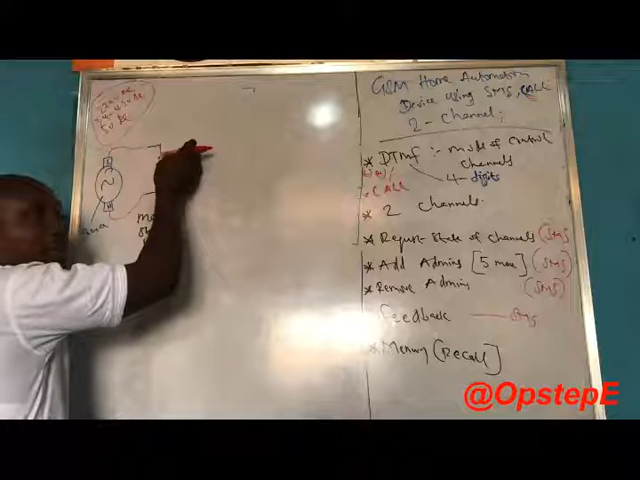 GSM Home Automation
Device Using SMS, CALL
2 - Channel.
* DTMF :- mode of control
channels
4 - digits
CALL
* 2 Channels.
* Request State of Channels (SMS)
* Add Admins [5 max] (SMS)
* Remove Admins (SMS)
Feedback — SMS
* Memory (Recall]
@OpstepE